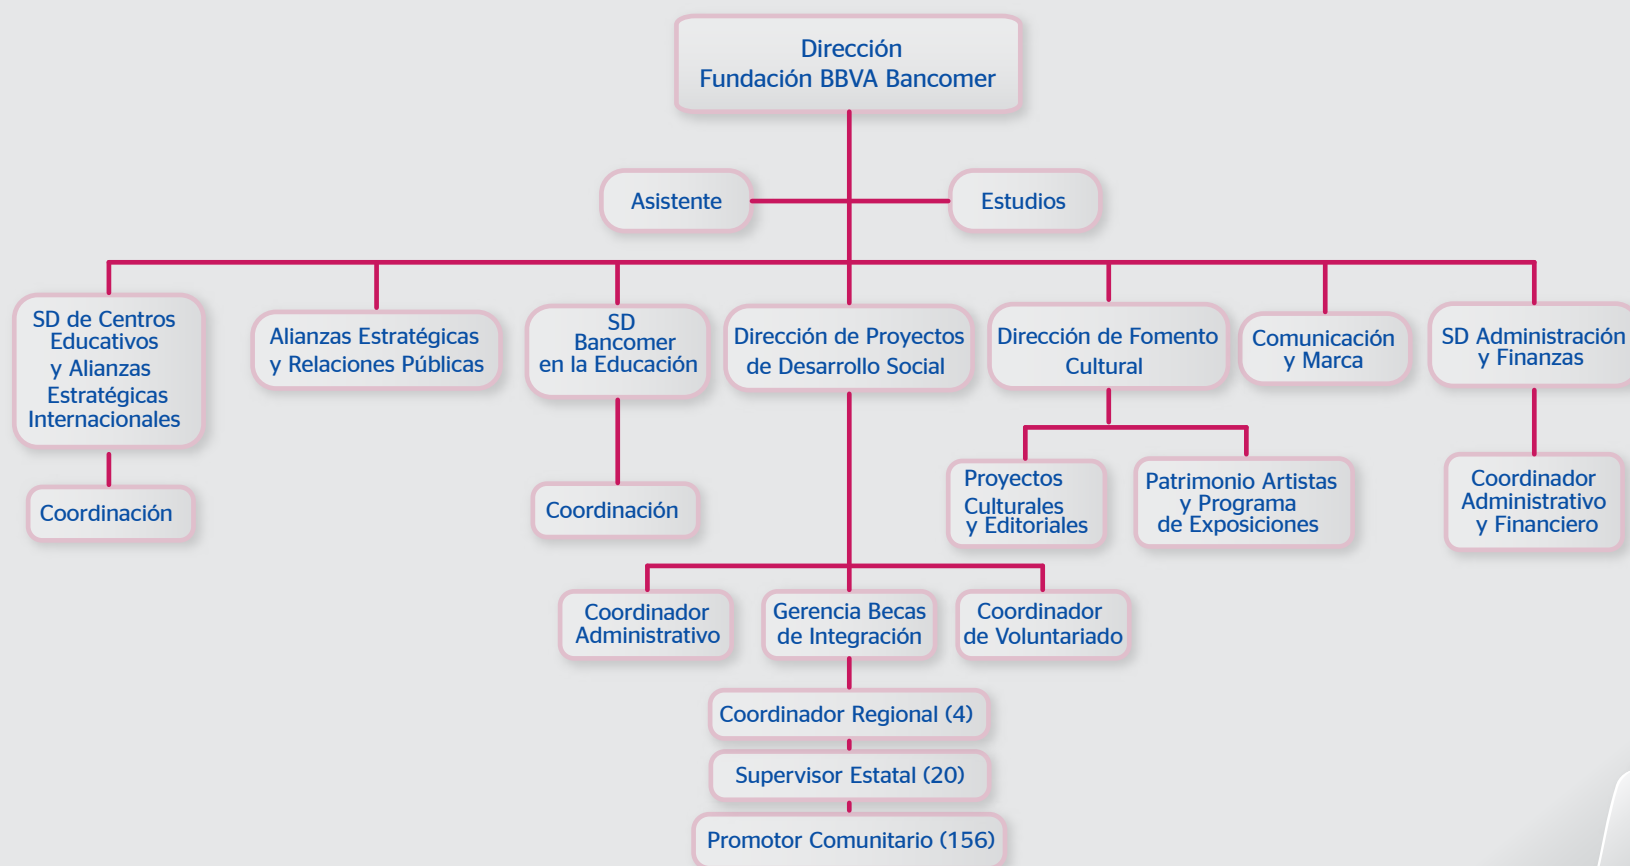 Dirección
Fundación BBVA Bancomer
Asistente
Estudios
SD de Centros
Educativos
y Alianzas
Estratégicas
Internacionales
Alianzas Estratégicas
y Relaciones Públicas
SD
Bancomer
en la Educación
Dirección de Proyectos
de Desarrollo Social
Dirección de Fomento
Cultural
Comunicación
y Marca
SD Administración
y Finanzas
Coordinación
Coordinación
Proyectos
Culturales
y Editoriales
Patrimonio Artistas
y Programa
de Exposiciones
Coordinador
Administrativo
y Financiero
Coordinador
Administrativo
Gerencia Becas
de Integración
Coordinador
de Voluntariado
Coordinador Regional (4)
Supervisor Estatal (20)
Promotor Comunitario (156)